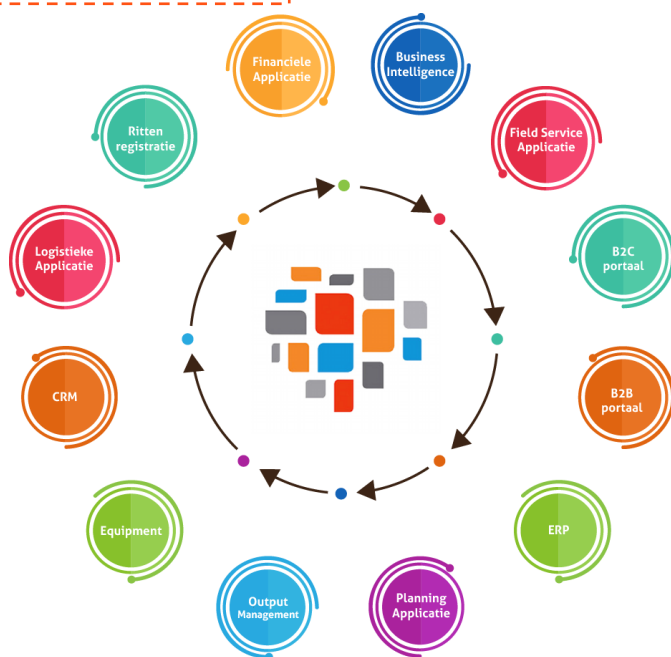 Financiele
Applicatie
Business
Intelligence
Field Service
Applicatie
B2C
portaal
B2B
portaal
ERP
Planning
Applicatie
Output
Management
Equipment
CRM
Logistieke
Applicatie
Ritten
registratie